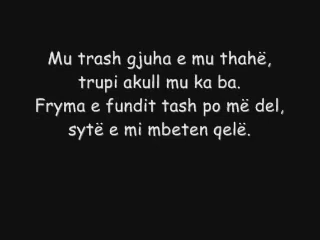 Mu trash gjuha e mu thahë,
trupi akull mu ka ba.
Fryma e fundit tash po më del,
sytë e mi mbeten qelë.